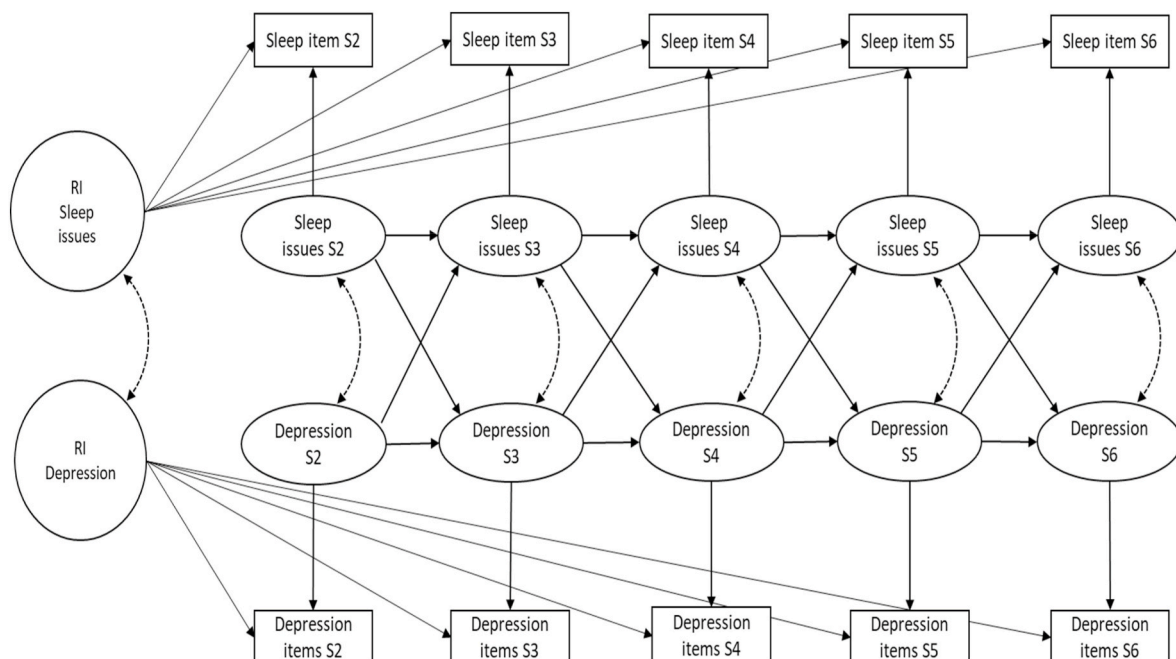 Sleep item S2
Sleep item S3
Sleep item S4
Sleep item S5
Sleep item S6
RI
Sleep
issues
Sleep
issues S2
Sleep
issues S3
Sleep
issues S4
Sleep
issues S5
Sleep
issues S6
RI
Depression
Depression
S2
Depression
S3
Depression
S4
Depression
S5
Depression
S6
Depression
items S2
Depression
items S3
Depression
items S4
Depression
items S5
Depression
items S6